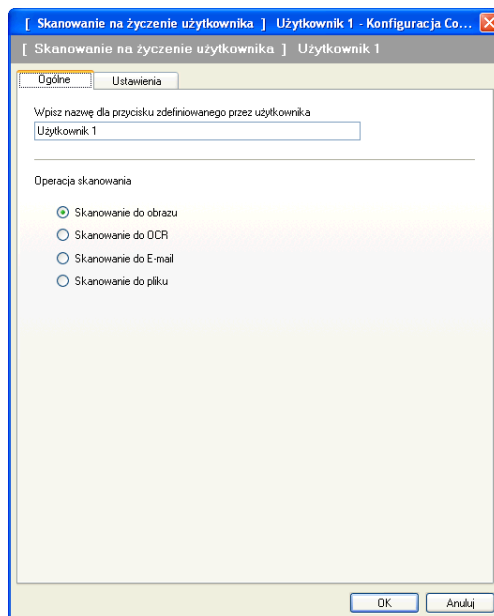 [ Skanowanie na życzenie użytkownika ] Użytkownik 1 - Konfiguracja Co...
[ Skanowanie na życzenie użytkownika ] Użytkownik 1
Ogólne Ustawienia
Wpisz nazwę dla przycisku zdefiniowanego przez użytkownika
Użytkownik 1
Operacja skanowania
Skanowanie do obrazu
Skanowanie do OCR
Skanowanie do E-mail
Skanowanie do pliku
OK Anuluj